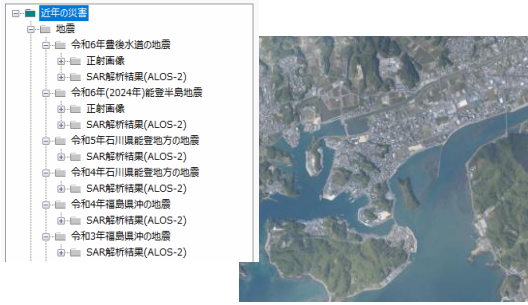 近年の災害
地震
令和6年豊後水道の地震
正射画像
SAR解析結果(ALOS-2)
令和6年(2024年)能登半島地震
正射画像
SAR解析結果(ALOS-2)
令和5年石川県能登地方の地震
SAR解析結果(ALOS-2)
令和4年石川県能登地方の地震
SAR解析結果(ALOS-2)
令和4年福島県沖の地震
SAR解析結果(ALOS-2)
令和3年福島県沖の地震
SAR解析結果(ALOS-2)